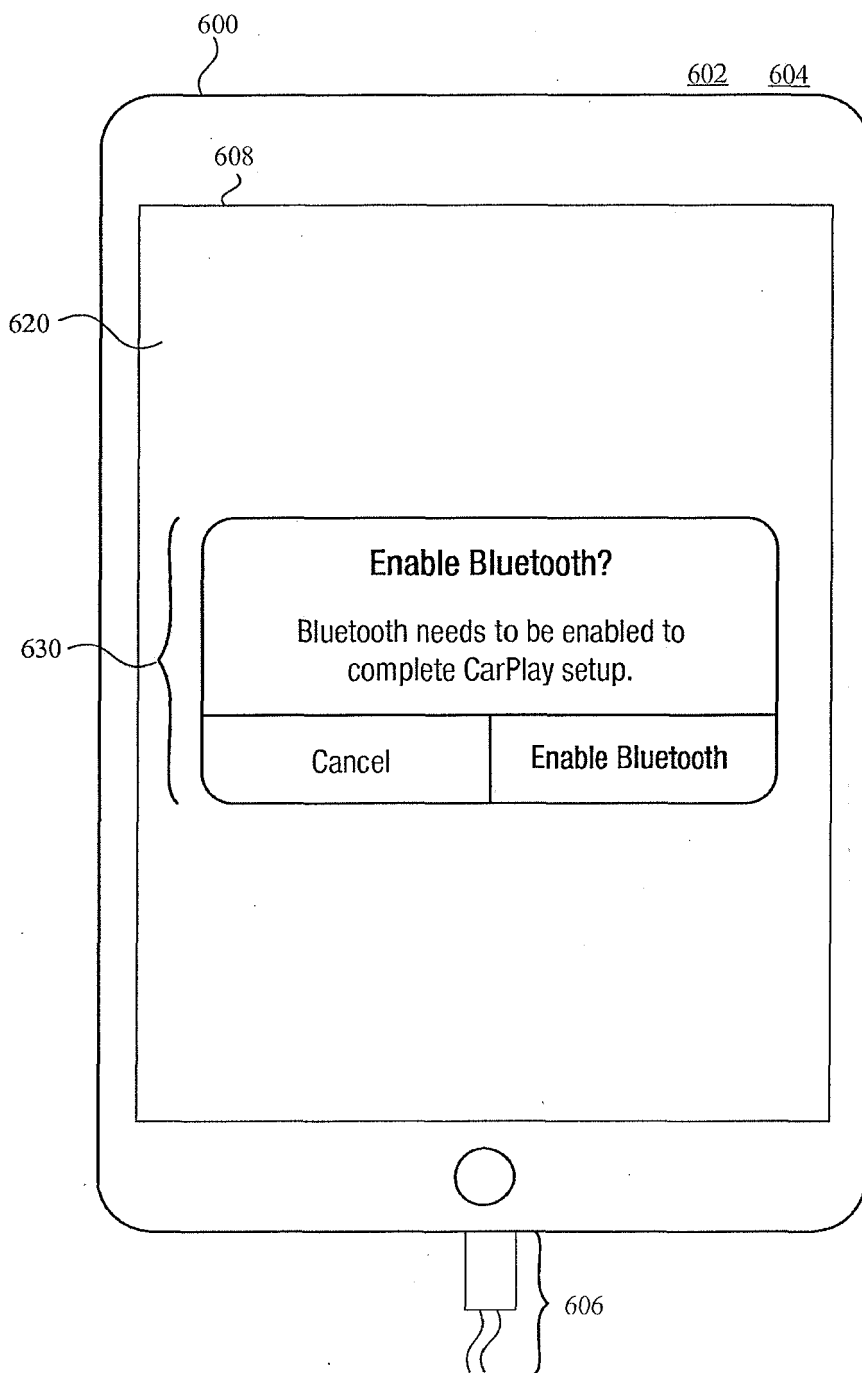 600
602 604
608
620
Enable Bluetooth?
Bluetooth needs to be enabled to
complete CarPlay setup.
630
Cancel Enable Bluetooth
606